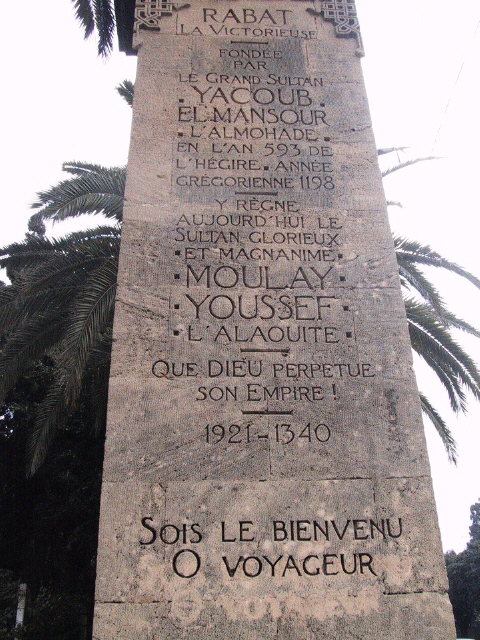 RABAT
LA VICTORIEUSE
FONDÉE
PAR
LE GRAND SULTAN
YACOUB
EL MANSOUR
L'ALMOHADE
EN L'AN 593 DE
L'HÉGIRE. ANNÉE
GRÉGORIENNE 1198
Y RÈGNE
AUJOURD'HUI LE
SULTAN GLORIEUX
ET MAGNANIME
MOULAY
YOUSSEF
L'ALAOUITE
QUE DIEU PERPETUE
SON EMPIRE !
1921-1340
SOIS LE BIENVENU
O VOYAGEUR